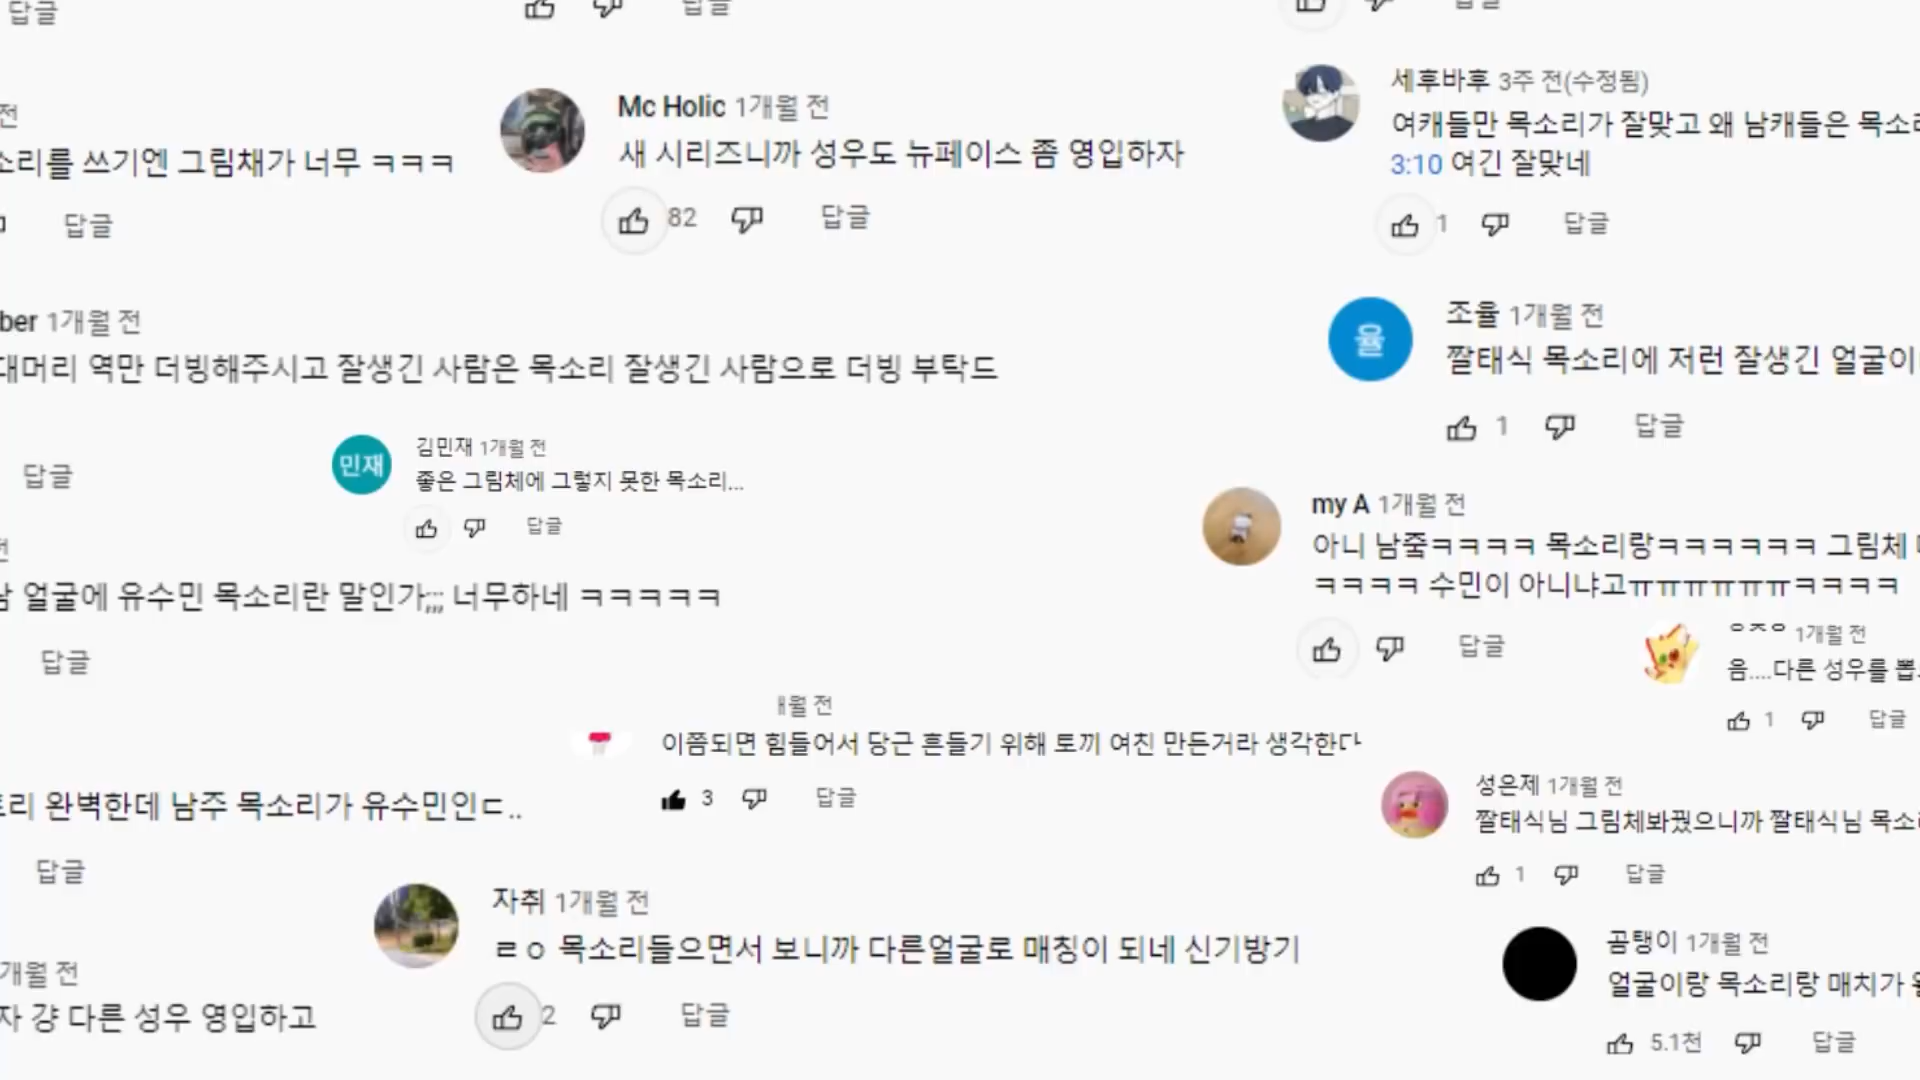 답글
답글
답글
전
소리를 쓰기엔 그림채가 너무 ㅋㅋㅋ
답글
Mc Holic 1개월 전
새 시리즈니까 성우도 뉴페이스 좀 영입하자
82 답글
세후바후 3주 전(수정됨)
여캐들만 목소리가 잘맞고 왜 남캐들은 목소리
3:10 여긴 잘맞네
1 답글
ber 1개월 전
대머리 역만 더빙해주시고 잘생긴 사람은 목소리 잘생긴 사람으로 더빙 부탁드
답글
율
조율 1개월 전
짤태식 목소리에 저런 잘생긴 얼굴이
1 답글
민재
김민재 1개월 전
좋은 그림체에 그렇지 못한 목소리...
답글
my A 1개월 전
아니 남줔ㅋㅋㅋㅋ 목소리랑ㅋㅋㅋㅋㅋㅋ 그림체
ㅋㅋㅋㅋ 수민이 아니냐고ㅠㅠㅠㅠㅠㅠㅋㅋㅋㅋ
답글
얼굴에 유수민 목소리란 말인가;;; 너무하네 ㅋㅋㅋㅋㅋ
답글
ㅇㅈㅇ 1개월 전
음....다른 성우를 뽑
1 답글
개월 전
이쯤되면 힘들어서 당근 흔들기 위해 토끼 여친 만든거라 생각한다
3 답글
리 완벽한데 남주 목소리가 유수민인ㄷ..
답글
성은제 1개월 전
짤태식님 그림체봐꿨으니까 짤태식님 목소리
1 답글
자취 1개월 전
ㄹㅇ 목소리들으면서 보니까 다른얼굴로 매칭이 되네 신기방기
2 답글
개월 전
자 걍 다른 성우 영입하고
곰탱이 1개월 전
얼굴이랑 목소리랑 매치가
5.1천 답글